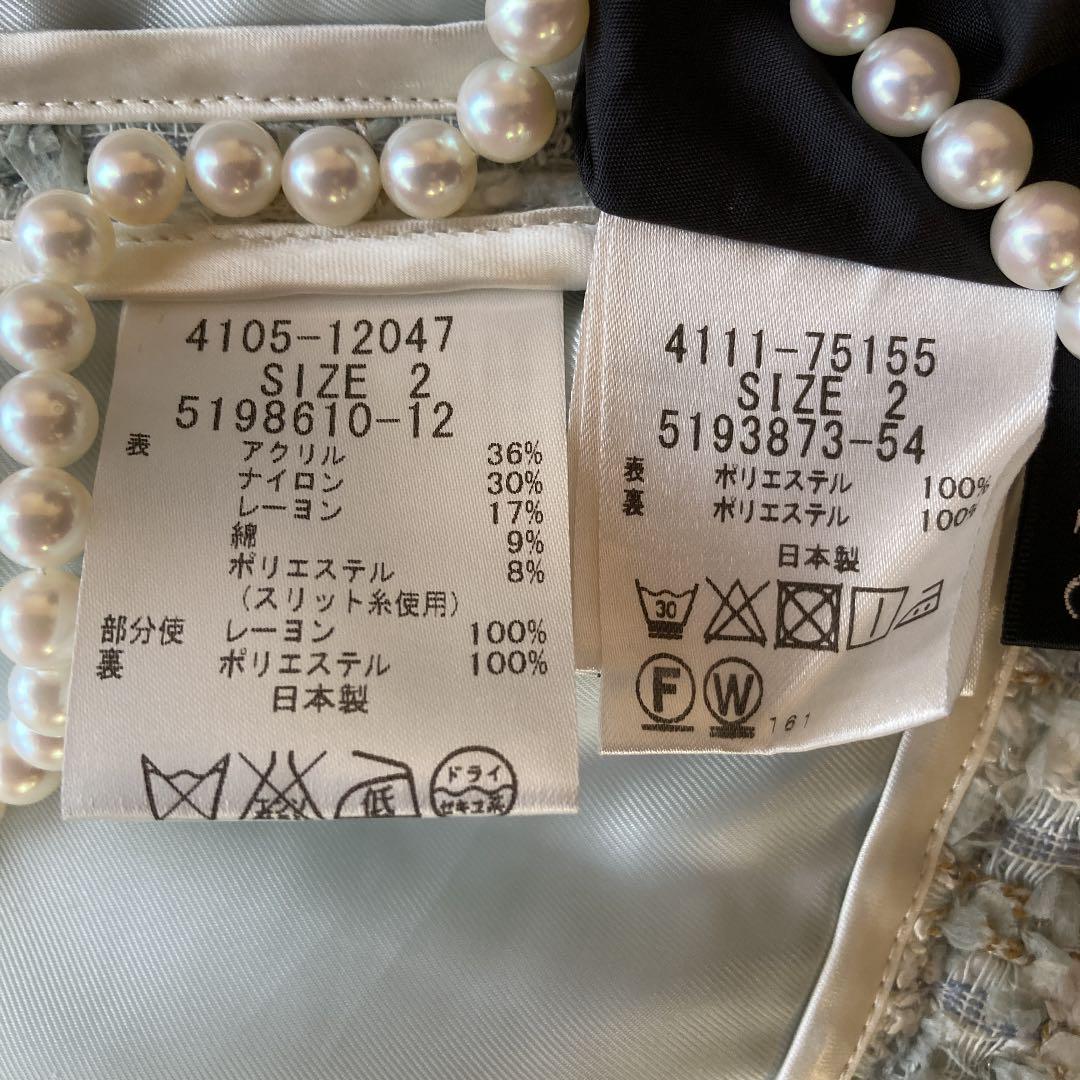 4105-12047
SIZE 2
5198610-12
表 アクリル 36%
ナイロン 30%
レーヨン 17%
綿 9%
ポリエステル 8%
(スリット糸使用)
部分使 レーヨン 100%
裏 ポリエステル 100%
日本製
低
ドライ
セキユ系
4111-75155
SIZE 2
5193873-54
表 ポリエステル 100%
裏 ポリエステル 100%
日本製
30
F W 161